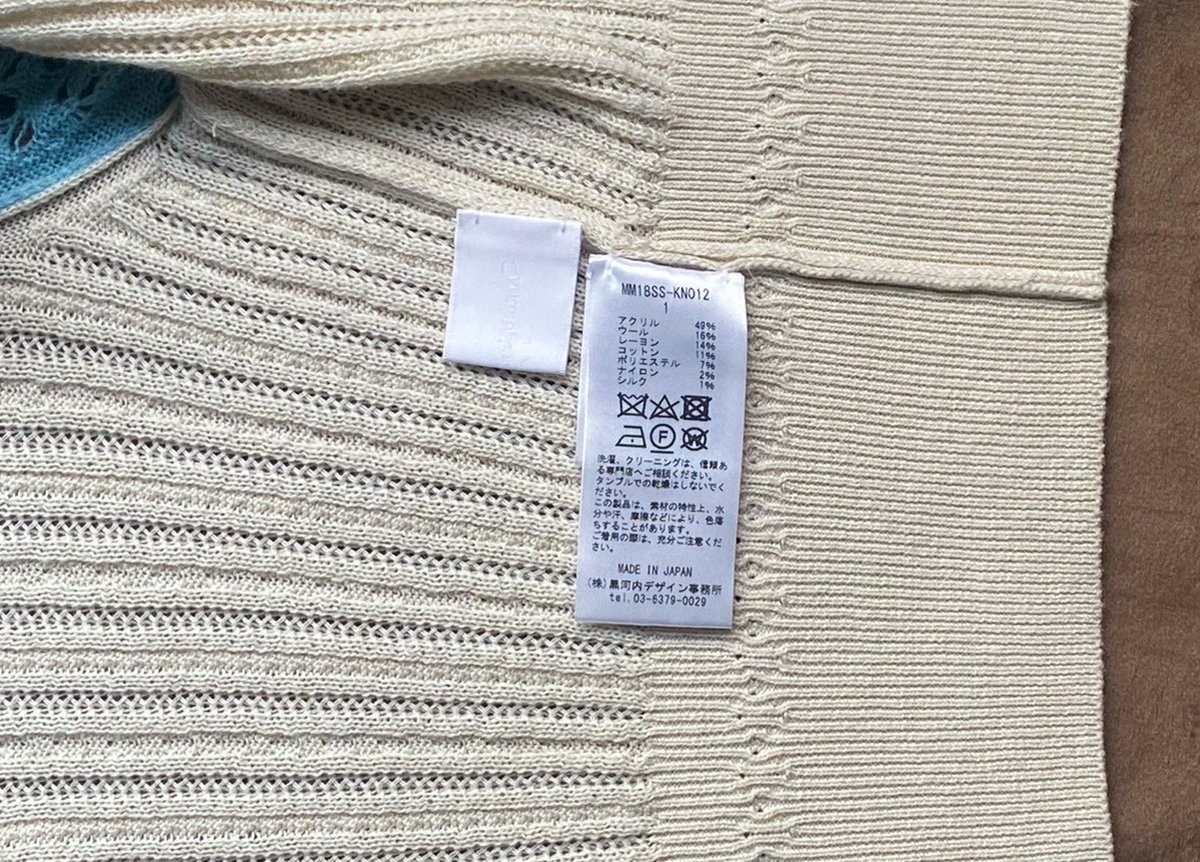 MM18SS-KN012
1
アクリル 49%
ウール 16%
レーヨン 14%
コットン 11%
ポリエステル 7%
ナイロン 2%
シルク 1%
F
W
洗濯、クリーニングは、信頼あ
る専門店へご相談ください。
タンブルでの乾燥はしないでく
ださい。
この製品は、素材の特性上、水
分や汗、摩擦などにより、色落
ちすることがあります。
ご着用の際は、充分ご注意くだ
さい。
MADE IN JAPAN
(株)黒河内デザイン事務所
tel.03-6379-0029